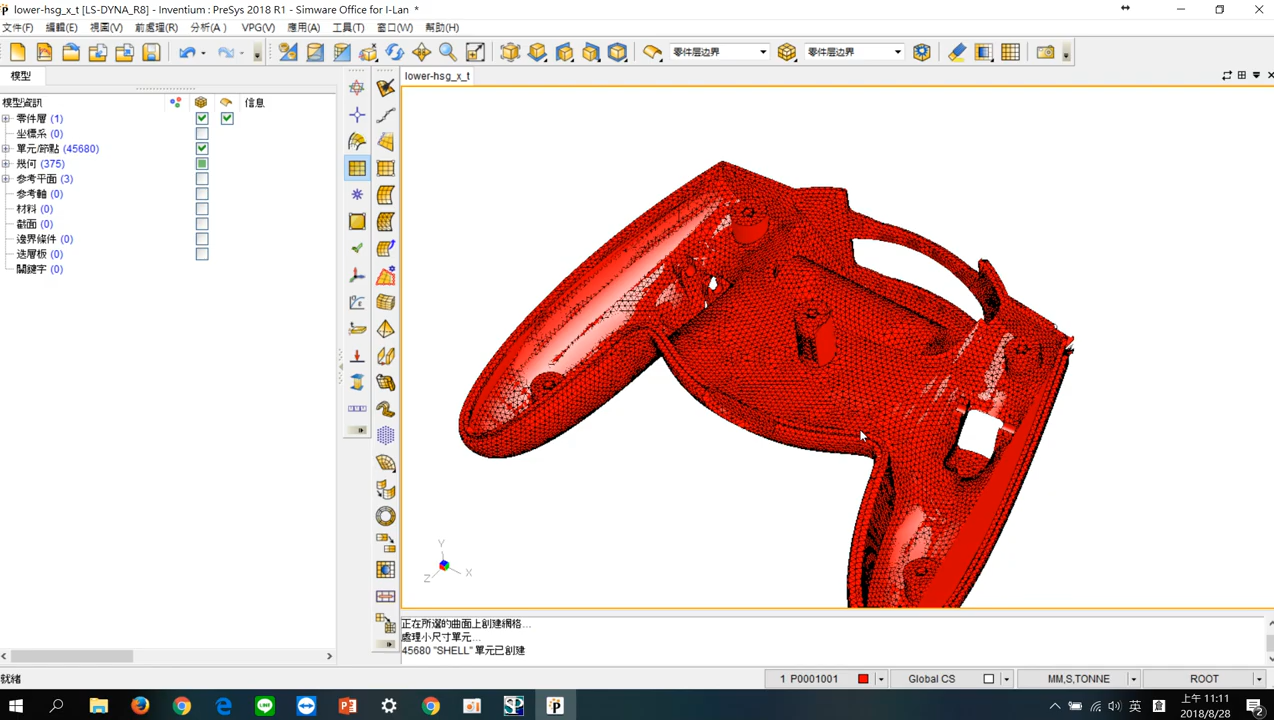 lower-hsg_x_t [LS-DYNA_R8] - Inventium : PreSys 2018 R1 - Simware Office for I-Lan *
文件(F) 編輯(E) 視圖(V) 前處理(R) 分析(A) VPG(V) 應用(A) 工具(T) 窗口(W) 幫助(H)
零件层边界 零件层边界
模型
lower-hsg_x_t
模型資訊 信息
零件層 (1)
坐標系 (0)
單元/節點 (45680)
幾何 (375)
參考平面 (3)
參考軸 (0)
材料 (0)
截面 (0)
邊界條件 (0)
迭層板 (0)
關鍵字 (0)
Y
Z X
正在所選的曲面上創建網格...
處理小尺寸單元...
45680 "SHELL" 單元已創建
就緒 1 P0001001 Global CS MM,S,TONNE ROOT
英 倉 上午 11:11
2018/8/28 2